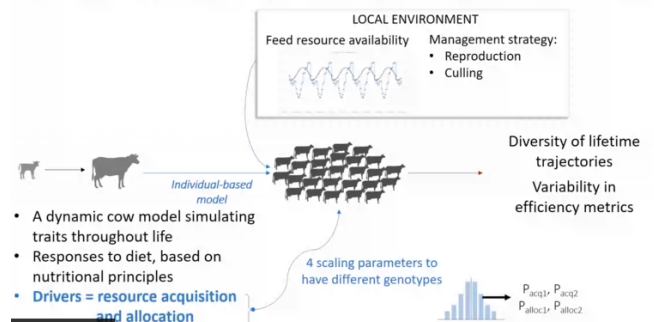 LOCAL ENVIRONMENT
Feed resource availability
Management strategy:
• Reproduction
• Culling
Individual-based
model
Diversity of lifetime
trajectories
Variability in
efficiency metrics
• A dynamic cow model simulating
traits throughout life
• Responses to diet, based on
nutritional principles
• Drivers = resource acquisition
and allocation
4 scaling parameters to
have different genotypes
Pacq1, Pacq2
Palloc1, Palloc2